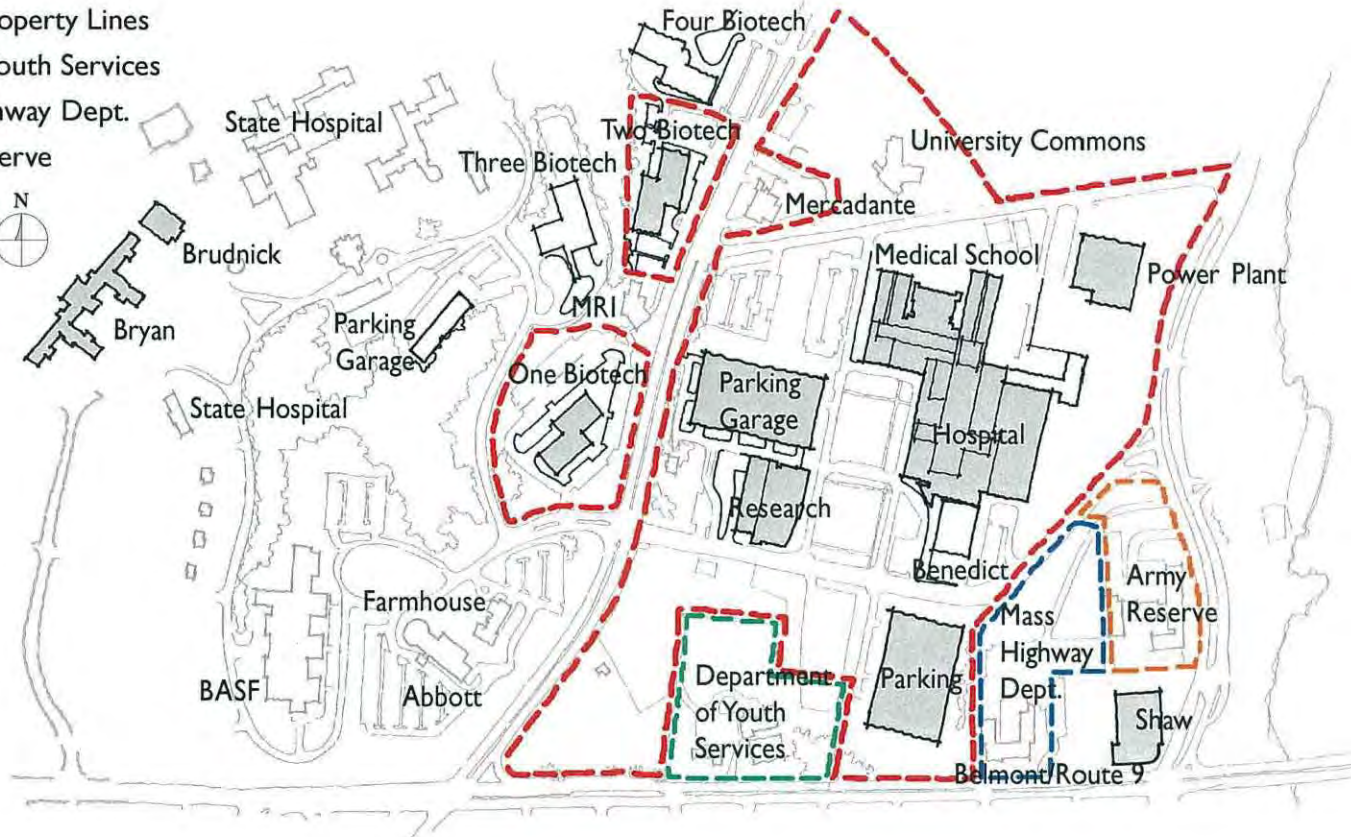 operty Lines
outh Services
way Dept.
erve
N
Four Biotech
State Hospital
Two Biotech
Three Biotech
University Commons
Mercadante
Brudnick
Medical School
Power Plant
MRI
Bryan
Parking
Garage
One Biotech
Parking
Garage
State Hospital
Hospital
Research
Benedict
Army
Reserve
Farmhouse
Mass
Highway
Dept.
BASF
Abbott
Department
of Youth
Services
Parking
Shaw
Belmont/Route 9